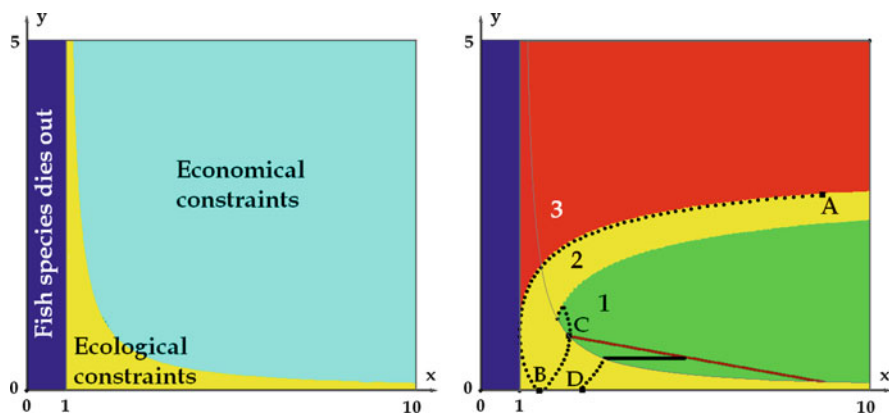 y
5
Fish species dies out
Economical
constraints
Ecological
constraints
0
x
0
1
10
y
5
3
A
2
1
C
B
D
0
x
0
1
10